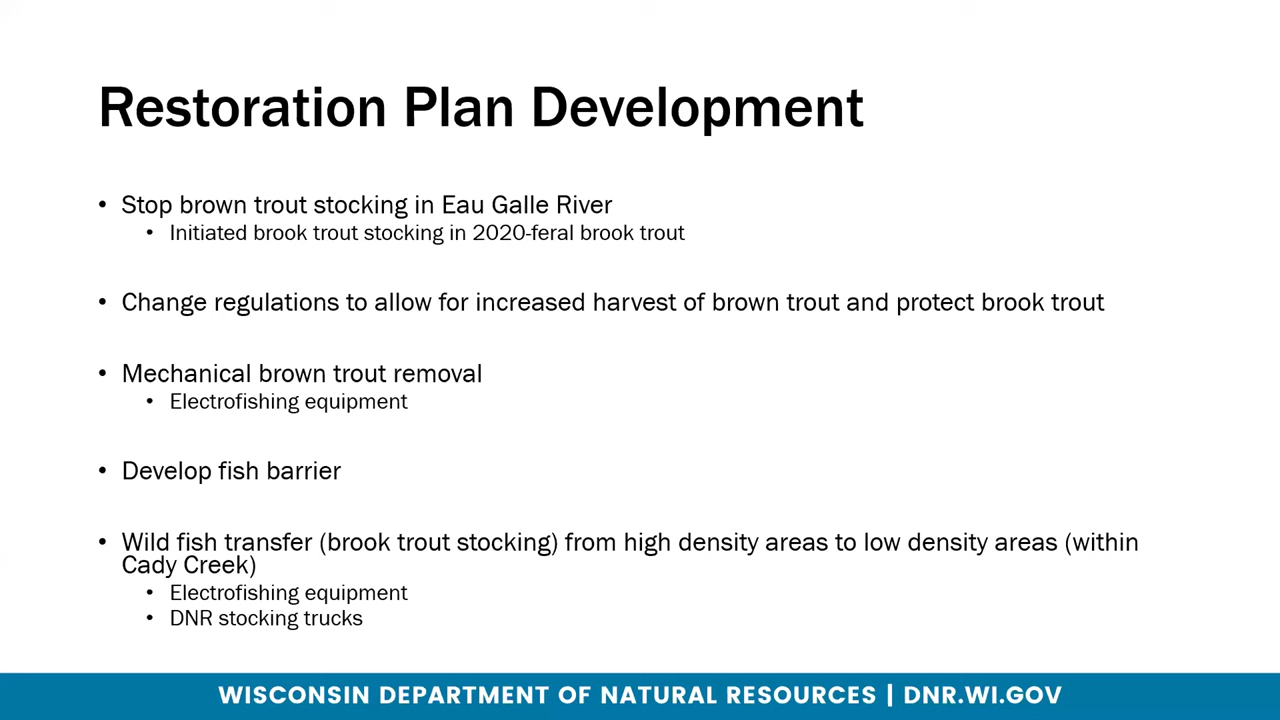 Restoration Plan Development
• Stop brown trout stocking in Eau Galle River
• Initiated brook trout stocking in 2020-feral brook trout
• Change regulations to allow for increased harvest of brown trout and protect brook trout
• Mechanical brown trout removal
• Electrofishing equipment
• Develop fish barrier
• Wild fish transfer (brook trout stocking) from high density areas to low density areas (within
Cady Creek)
• Electrofishing equipment
• DNR stocking trucks
WISCONSIN DEPARTMENT OF NATURAL RESOURCES | DNR.WI.GOV